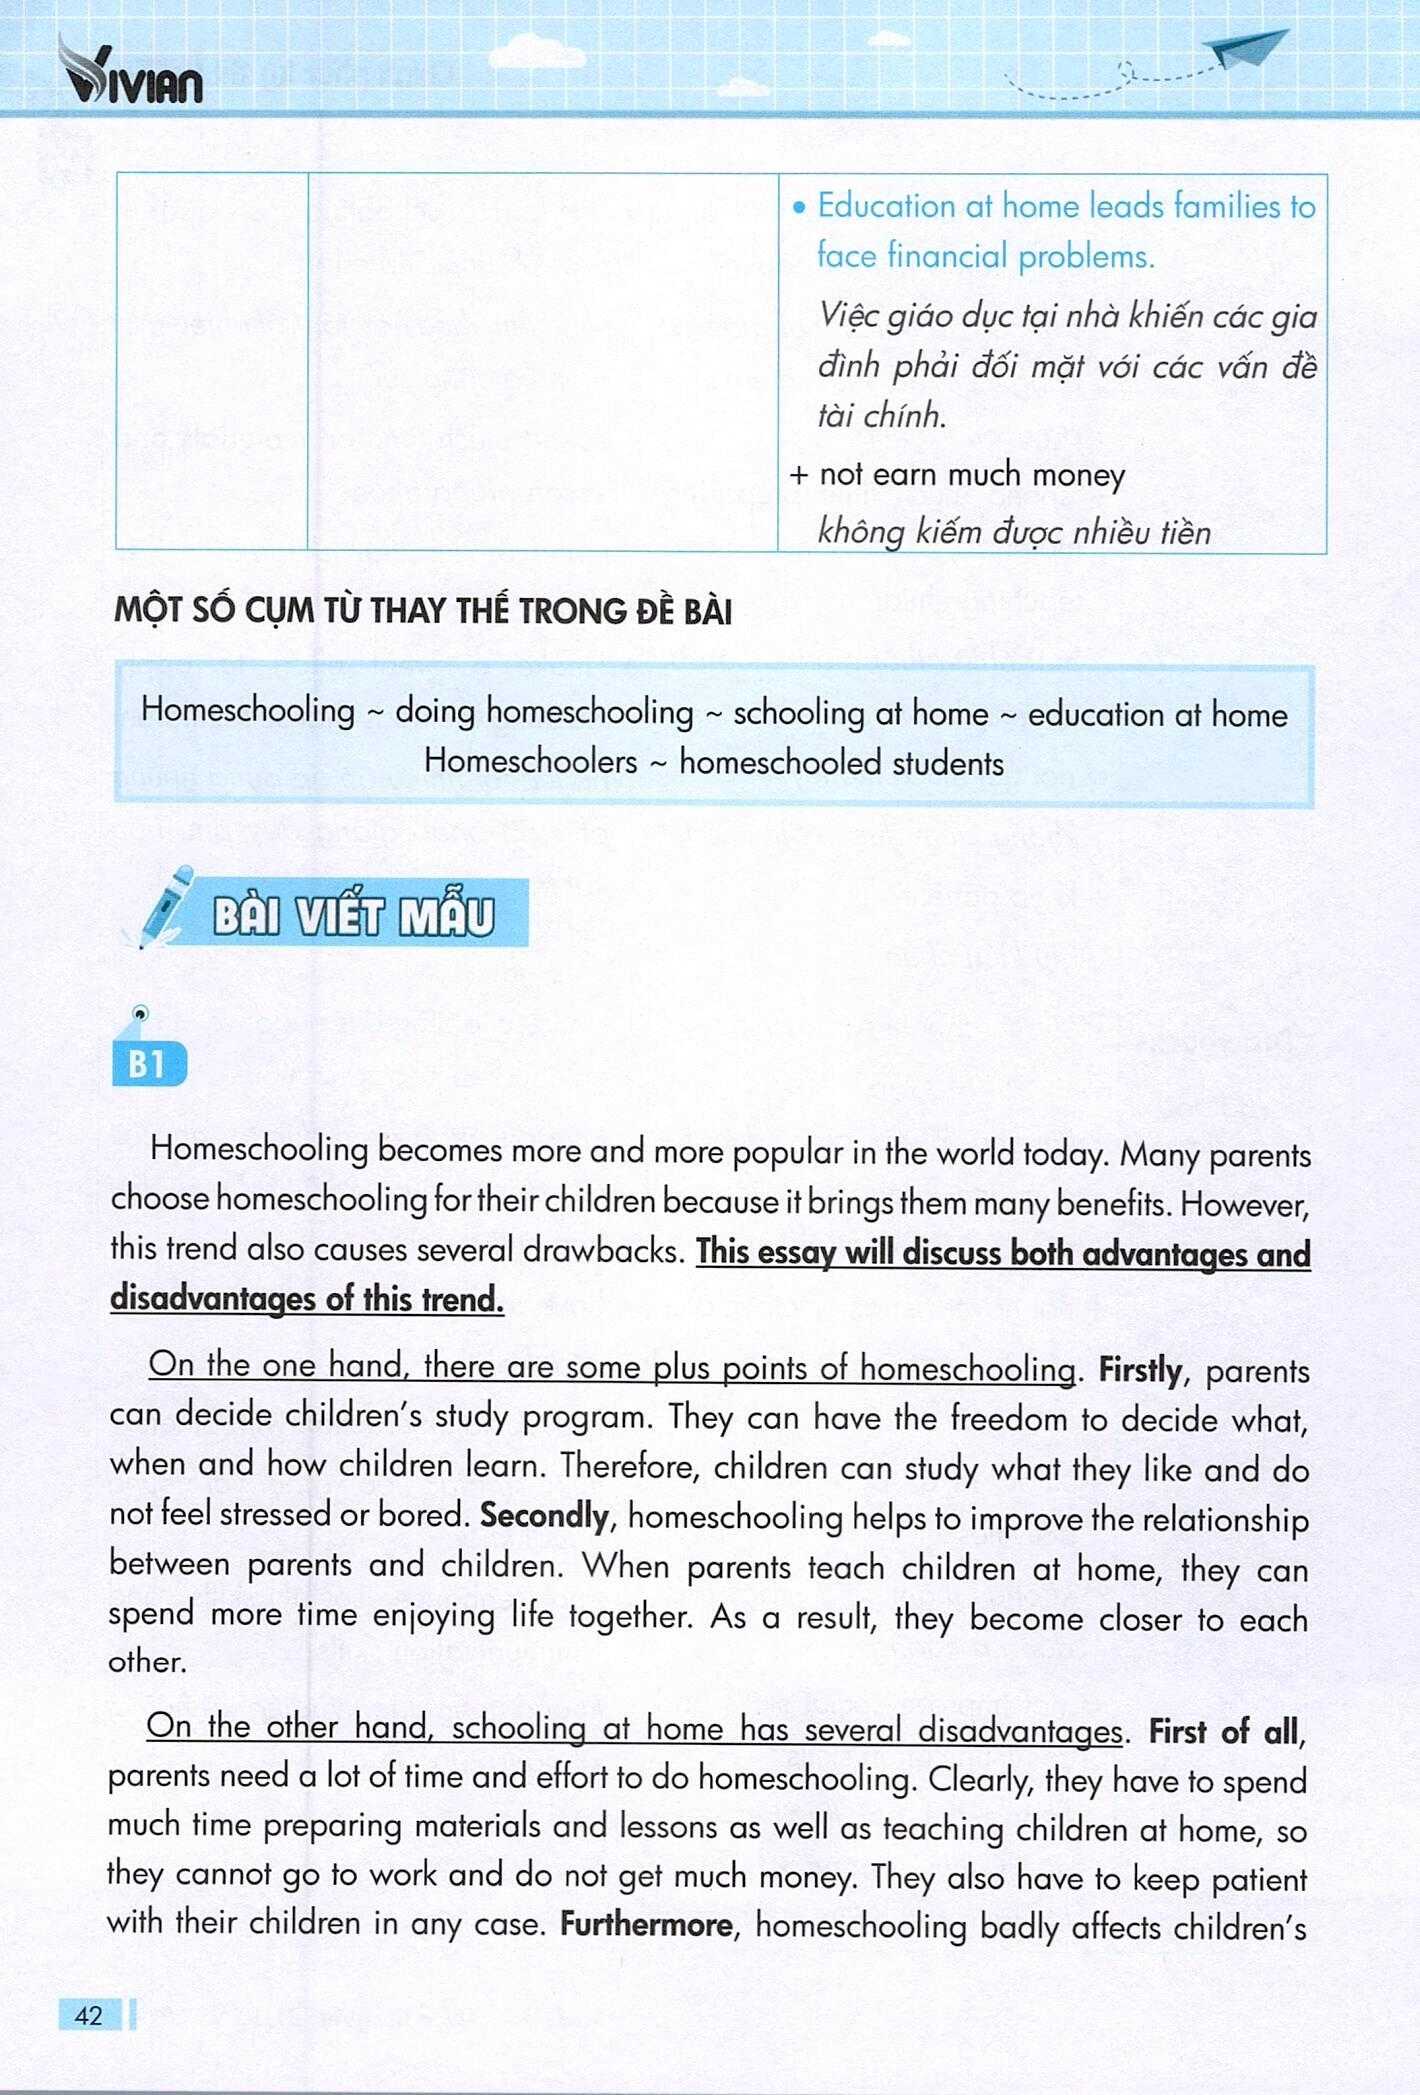 VIVIAN
• Education at home leads families to
face financial problems.
Việc giáo dục tại nhà khiến các gia
đình phải đối mặt với các vấn đề
tài chính.
+ not earn much money
không kiếm được nhiều tiền
MỘT SỐ CỤM TỪ THAY THẾ TRONG ĐỀ BÀI
Homeschooling ~ doing homeschooling ~ schooling at home ~ education at home
Homeschoolers ~ homeschooled students
BÀI VIẾT MẪU
B1
Homeschooling becomes more and more popular in the world today. Many parents
choose homeschooling for their children because it brings them many benefits. However,
this trend also causes several drawbacks. This essay will discuss both advantages and
disadvantages of this trend.
On the one hand, there are some plus points of homeschooling. Firstly, parents
can decide children's study program. They can have the freedom to decide what,
when and how children learn. Therefore, children can study what they like and do
not feel stressed or bored. Secondly, homeschooling helps to improve the relationship
between parents and children. When parents teach children at home, they can
spend more time enjoying life together. As a result, they become closer to each
other.
On the other hand, schooling at home has several disadvantages. First of all,
parents need a lot of time and effort to do homeschooling. Clearly, they have to spend
much time preparing materials and lessons as well as teaching children at home, so
they cannot go to work and do not get much money. They also have to keep patient
with their children in any case. Furthermore, homeschooling badly affects children's
42